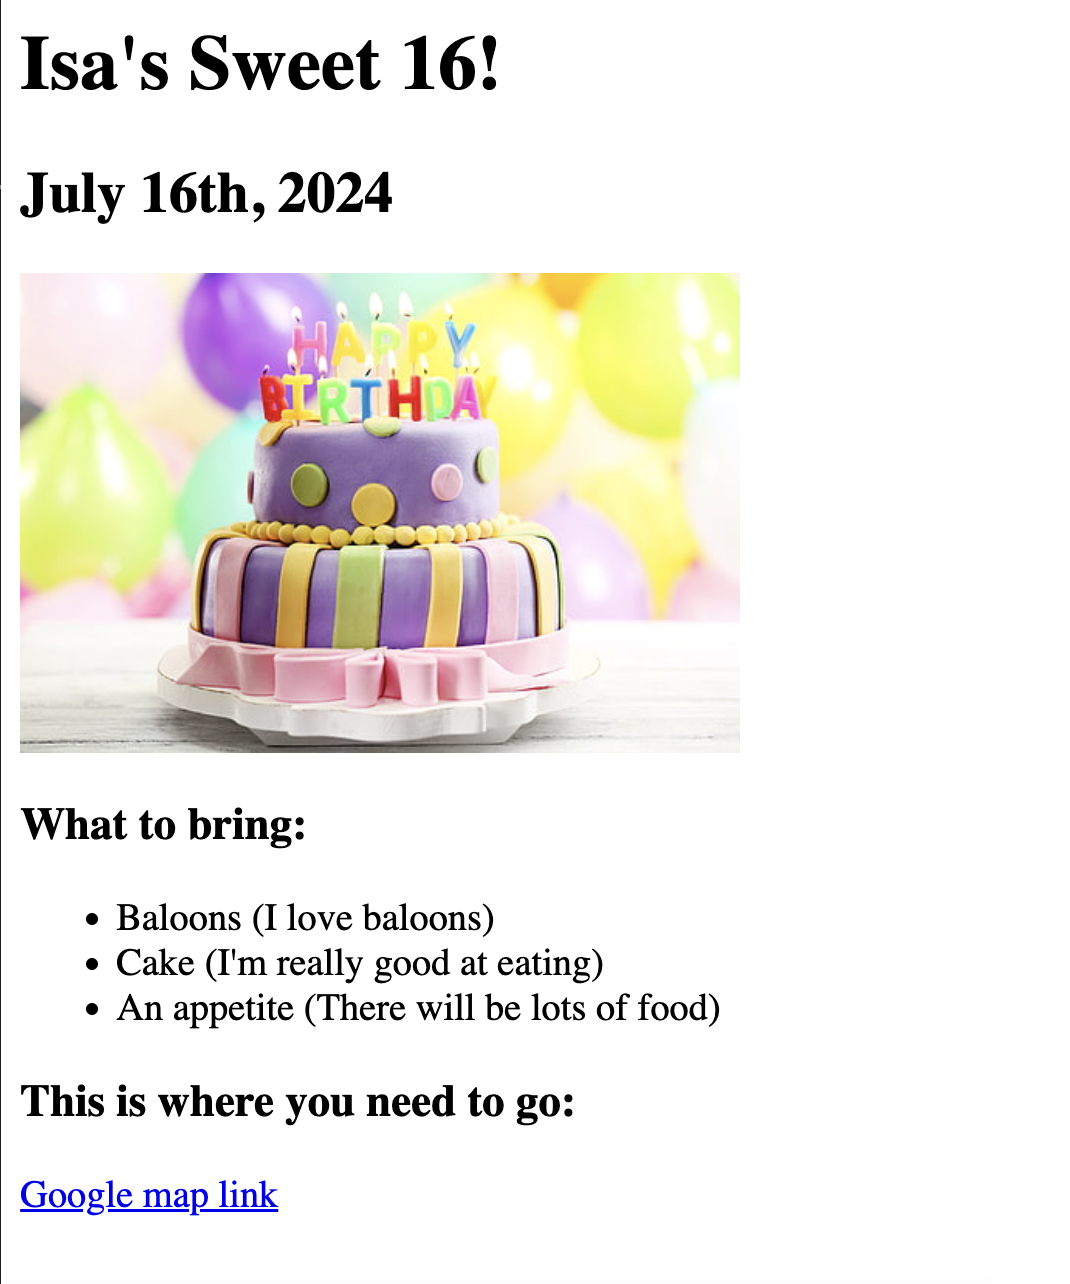 Isa's Sweet 16!
July 16th, 2024
HAPPY
BIRTHDAY
What to bring:
Baloons (I love baloons)
Cake (I'm really good at eating)
An appetite (There will be lots of food)
This is where you need to go:
Google map link